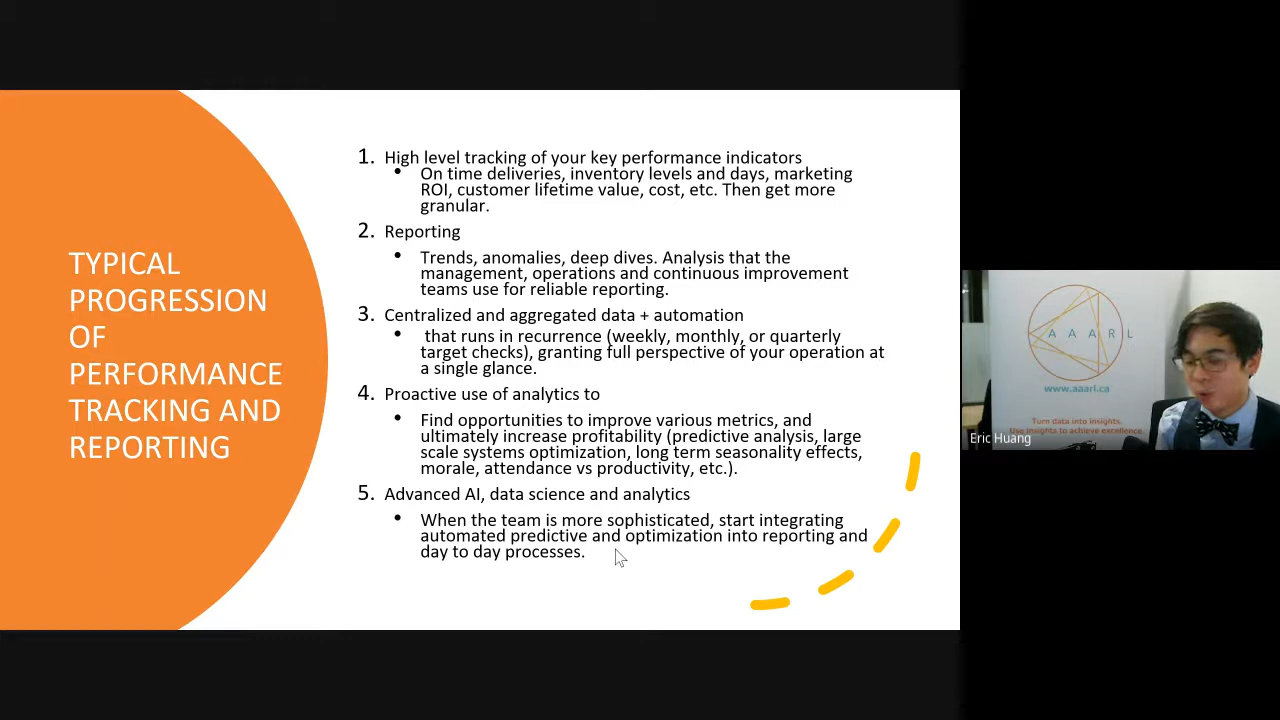 TYPICAL
PROGRESSION
OF
PERFORMANCE
TRACKING AND
REPORTING
1. High level tracking of your key performance indicators
• On time deliveries, inventory levels and days, marketing
ROI, customer lifetime value, cost, etc. Then get more
granular.
2. Reporting
• Trends, anomalies, deep dives. Analysis that the
management, operations and continuous improvement
teams use for reliable reporting.
3. Centralized and aggregated data + automation
• that runs in recurrence (weekly, monthly, or quarterly
target checks), granting full perspective of your operation at
a single glance.
4. Proactive use of analytics to
• Find opportunities to improve various metrics, and
ultimately increase profitability (predictive analysis, large
scale systems optimization, long term seasonality effects,
morale, attendance vs productivity, etc.).
5. Advanced AI, data science and analytics
• When the team is more sophisticated, start integrating
automated predictive and optimization into reporting and
day to day processes.
A A A R L
www.aaarl.ca
Turn data into insights.
Use insights to achieve excellence.
Eric Huang